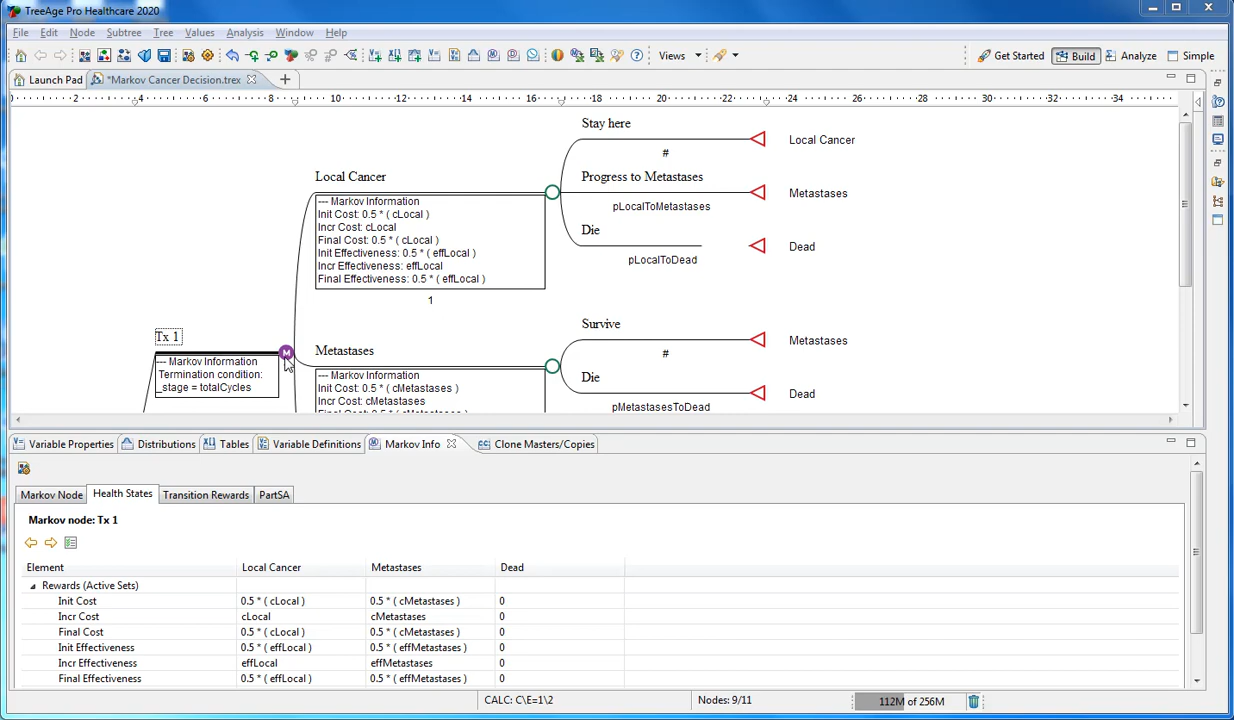 TreeAge Pro Healthcare 2020
File Edit Node Subtree Tree Values Analysis Window Help
Views Get Started Build Analyze Simple
Launch Pad *Markov Cancer Decision.trex
2 4 6 8 10 12 14 16 18 20 22 24 26 28 30 32 34
Stay here
# Local Cancer
Local Cancer
--- Markov Information
Init Cost: 0.5 * ( cLocal )
Incr Cost: cLocal
Final Cost: 0.5 * ( cLocal )
Init Effectiveness: 0.5 * ( effLocal )
Incr Effectiveness: effLocal
Final Effectiveness: 0.5 * ( effLocal )
1
Progress to Metastases
pLocalToMetastases Metastases
Die
pLocalToDead Dead
Tx 1
M
--- Markov Information
Termination condition:
_stage = totalCycles
Metastases
--- Markov Information
Init Cost: 0.5 * ( cMetastases )
Incr Cost: cMetastases
Survive
# Metastases
Die
pMetastasesToDead Dead
Variable Properties Distributions Tables Variable Definitions Markov Info Clone Masters/Copies
Markov Node Health States Transition Rewards PartSA
Markov node: Tx 1
Element Local Cancer Metastases Dead
Rewards (Active Sets)
Init Cost 0.5 * ( cLocal ) 0.5 * ( cMetastases ) 0
Incr Cost cLocal cMetastases 0
Final Cost 0.5 * ( cLocal ) 0.5 * ( cMetastases ) 0
Init Effectiveness 0.5 * ( effLocal ) 0.5 * ( effMetastases ) 0
Incr Effectiveness effLocal effMetastases 0
Final Effectiveness 0.5 * ( effLocal ) 0.5 * ( effMetastases ) 0
CALC: C\E=1\2 Nodes: 9/11 112M of 256M